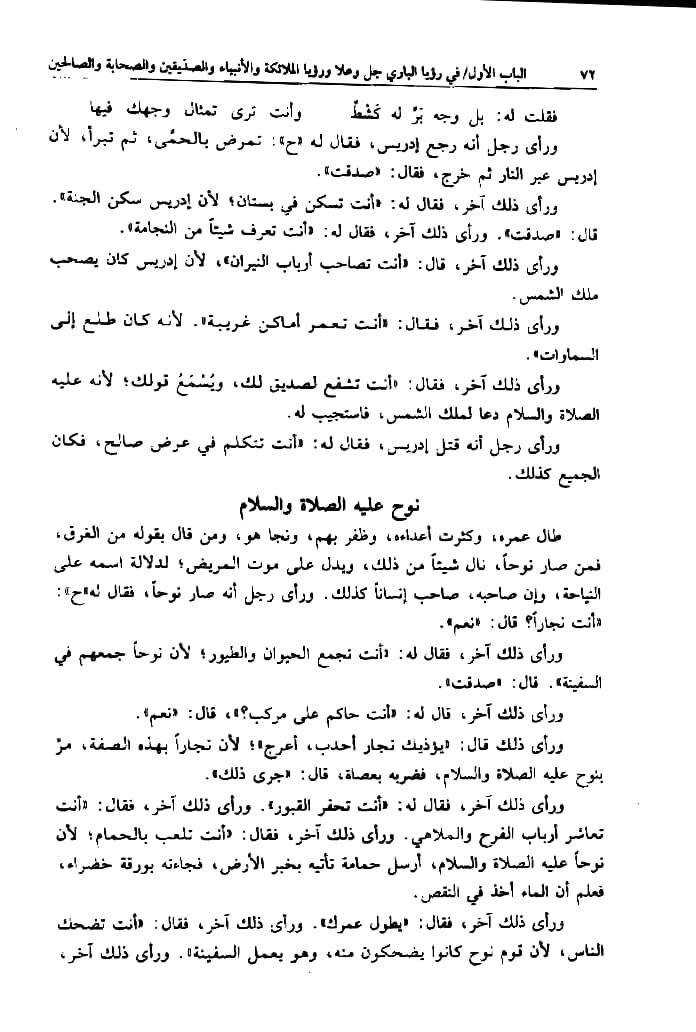 ٧٢ الباب الأول/ في رؤيا الباري جل وعلا ورؤيا الملائكة والأنبياء والصديقين والصحابة والصالحين
فقلت له: بل وجه بَرٍّ له كَشْطٌ وأنت ترى تمثال وجهك فيها
ورأى رجل أنه رجع إدريس، فقال له «ح»: تمرض بالحمَّى، ثم تبرأ، لأن
إدريس عبر النار ثم خرج، فقال: «صدقت».
ورأى ذلك آخر، فقال له: «أنت تسكن في بستان؛ لأن إدريس سكن الجنة».
قال: «صدقت». ورأى ذلك آخر، فقال له: «أنت تعرف شيئاً من النجامة».
ورأى ذلك آخر، قال: «أنت تصاحب أرباب النيران»، لأن إدريس كان يصحب
ملك الشمس.
ورأى ذلك آخر، فقال: «أنت تعمر أماكن غريبة». لأنه كان طلع إلى
السماوات».
ورأى ذلك آخر، فقال: «أنت تشفع لصديق لك، ويُسْمَعُ قولك؛ لأنه عليه
الصلاة والسلام دعا لملك الشمس، فاستجيب له.
ورأى رجل أنه قتل إدريس، فقال له: «أنت تتكلم في عرض صالح، فكان
الجميع كذلك.
نوح عليه الصلاة والسلام
طال عمره، وكثرت أعداءه، وظفر بهم، ونجا هو، ومن قال بقوله من الغرق،
فمن صار نوحاً، نال شيئاً من ذلك، ويدل على موت المريض؛ لدلالة اسمه على
النياحة، وإن صاحبه، صاحب إنساناً كذلك. ورأى رجل أنه صار نوحاً، فقال له«ح»:
«أنت نجاراً؟ قال: «نعم».
ورأى ذلك آخر، فقال له: «أنت تجمع الحيوان والطيور؛ لأن نوحاً جمعهم في
السفينة». قال: «صدقت».
ورأى ذلك آخر، قال له: «أنت حاكم على مركب؟»، قال: «نعم».
ورأى ذلك قال: «يؤذيك نجار أحدب، أعرج»؛ لأن نجاراً بهذه الصفة، مرَّ
بنوح عليه الصلاة والسلام، فضربه بعصاة، قال: «جرى ذلك».
ورأى ذلك آخر، فقال له: «أنت تحفر القبور». ورأى ذلك آخر، فقال: «أنت
تعاشر أرباب الفرح والملاهي. ورأى ذلك آخر، فقال: «أنت تلعب بالحمام؛ لأن
نوحاً عليه الصلاة والسلام، أرسل حمامة تأتيه بخبر الأرض، فجاءته بورقة خضراء،
فعلم أن الماء أخذ في النقص.
ورأى ذلك آخر، فقال: «يطول عمرك». ورأى ذلك آخر، فقال: «أنت تضحك
الناس، لأن قوم نوح كانوا يضحكون منه، وهو يعمل السفينة». ورأى ذلك آخر،